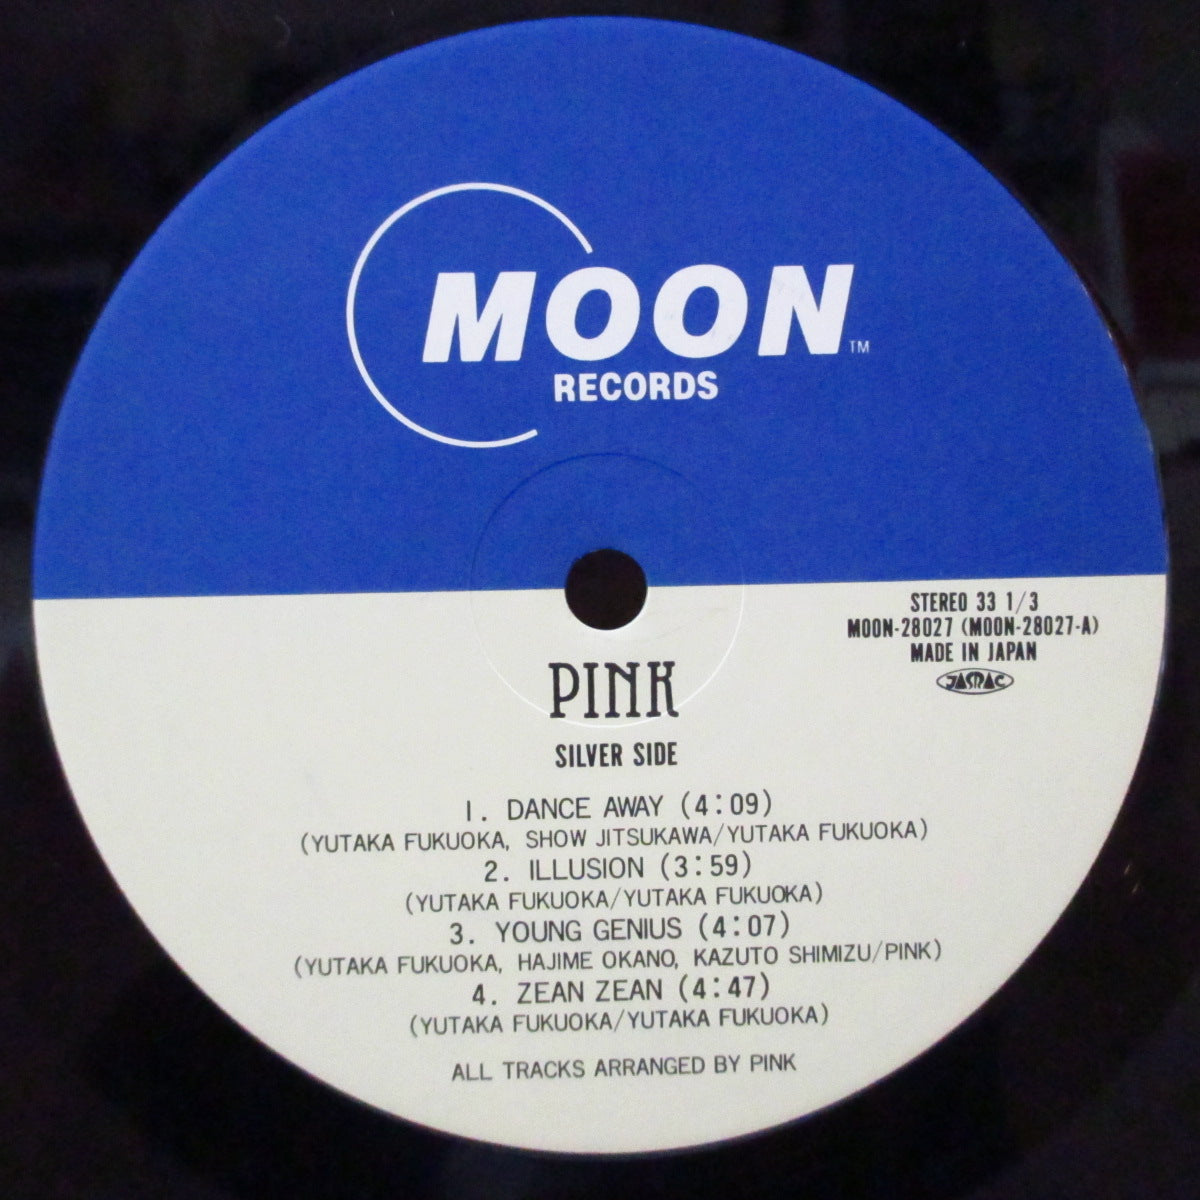 MOON TM
RECORDS
STEREO 33 1/3
MOON-28027 (MOON-28027-A)
MADE IN JAPAN
JASRAC
PINK
SILVER SIDE
1. DANCE AWAY (4:09)
(YUTAKA FUKUOKA, SHOW JITSUKAWA/YUTAKA FUKUOKA)
2. ILLUSION (3:59)
(YUTAKA FUKUOKA/YUTAKA FUKUOKA)
3. YOUNG GENIUS (4:07)
(YUTAKA FUKUOKA, HAJIME OKANO, KAZUTO SHIMIZU/PINK)
4. ZEAN ZEAN (4:47)
(YUTAKA FUKUOKA/YUTAKA FUKUOKA)
ALL TRACKS ARRANGED BY PINK